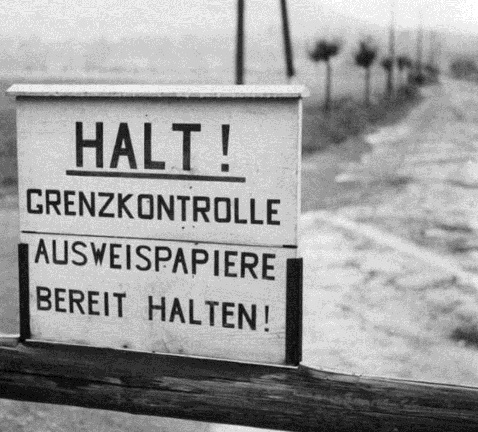 HALT!
GRENZKONTROLLE
AUSWEISPAPIERE
BEREIT HALTEN!